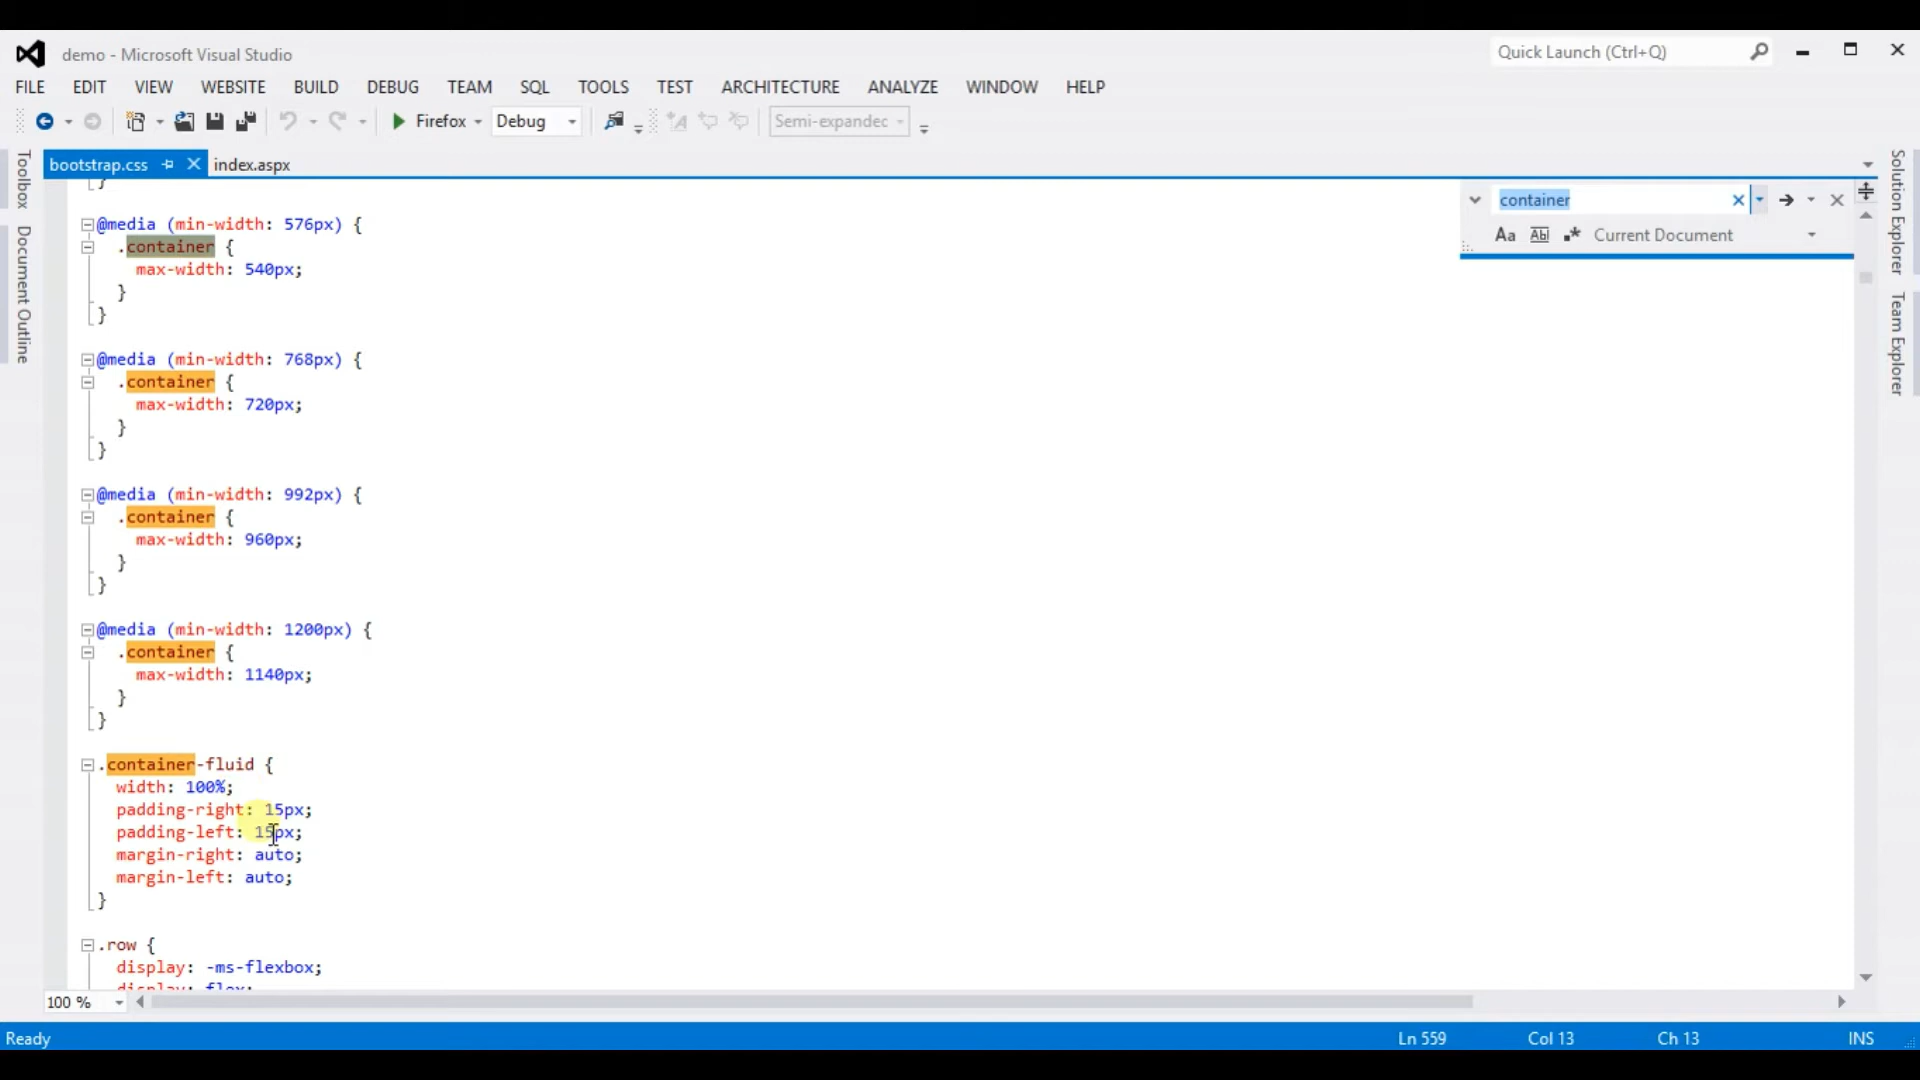 demo - Microsoft Visual Studio
Quick Launch (Ctrl+Q)
FILE EDIT VIEW WEBSITE BUILD DEBUG TEAM SQL TOOLS TEST ARCHITECTURE ANALYZE WINDOW HELP
Firefox Debug Semi-expanded
bootstrap.css index.aspx
Toolbox
Document Outline
Solution Explorer
Team Explorer
container
Aa Abl Current Document
}
@media (min-width: 576px) {
.container {
max-width: 540px;
}
}
@media (min-width: 768px) {
.container {
max-width: 720px;
}
}
@media (min-width: 992px) {
.container {
max-width: 960px;
}
}
@media (min-width: 1200px) {
.container {
max-width: 1140px;
}
}
.container-fluid {
width: 100%;
padding-right: 15px;
padding-left: 15px;
margin-right: auto;
margin-left: auto;
}
.row {
display: -ms-flexbox;
display: flex;
100 %
Ready Ln 559 Col 13 Ch 13 INS